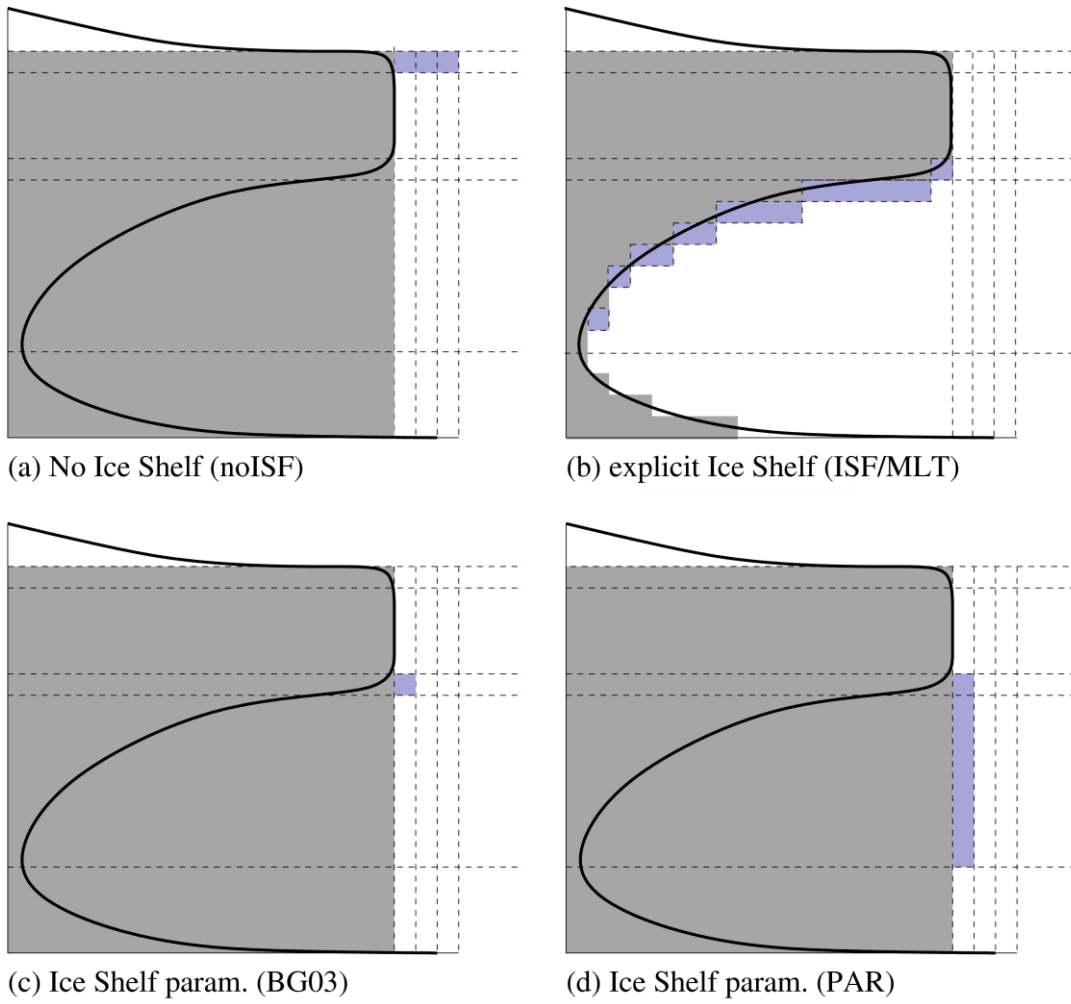 (a) No Ice Shelf (noISF)
(b) explicit Ice Shelf (ISF/MLT)
(c) Ice Shelf param. (BG03)
(d) Ice Shelf param. (PAR)